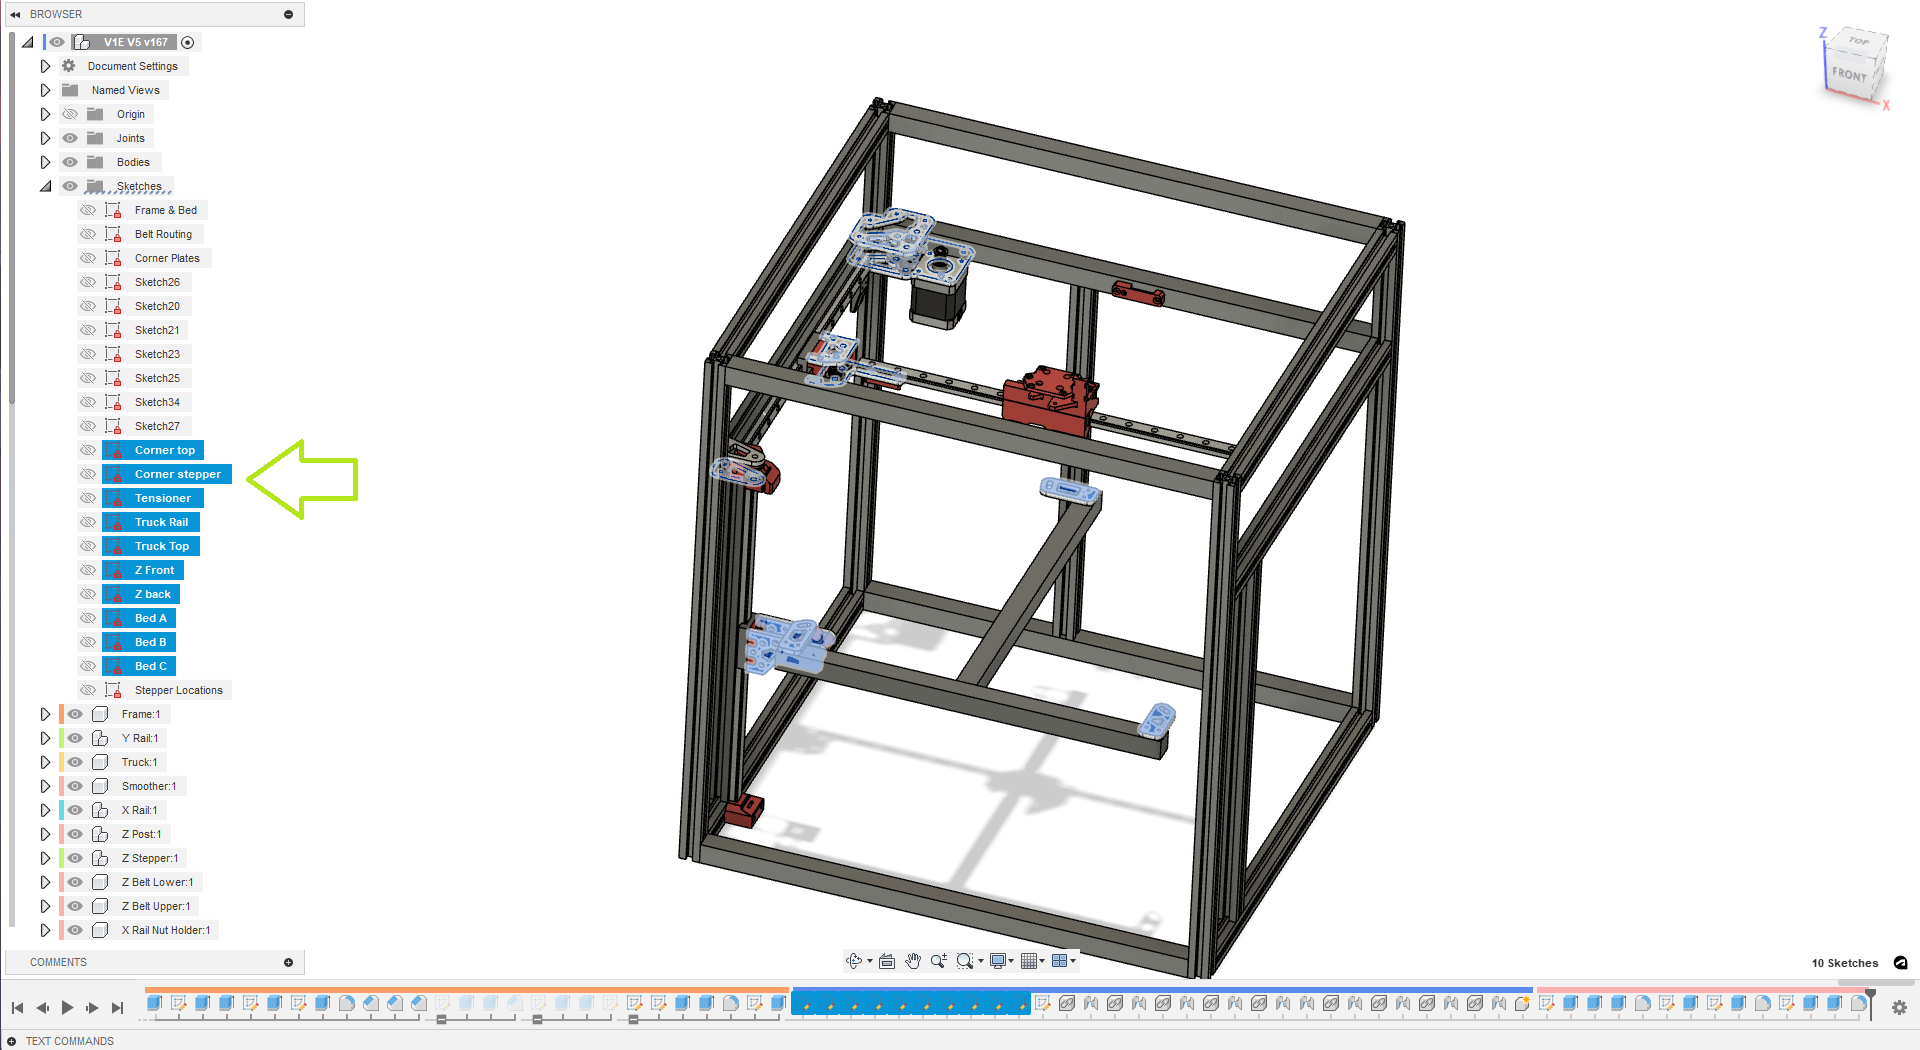 BROWSER
V1E V5 v167
Document Settings
Named Views
Origin
Joints
Bodies
Sketches
Frame & Bed
Belt Routing
Corner Plates
Sketch26
Sketch20
Sketch21
Sketch23
Sketch25
Sketch34
Sketch27
Corner top
Corner stepper
Tensioner
Truck Rail
Truck Top
Z Front
Z back
Bed A
Bed B
Bed C
Stepper Locations
Frame:1
Y Rail:1
Truck:1
Smoother:1
X Rail:1
Z Post:1
Z Stepper:1
Z Belt Lower:1
Z Belt Upper:1
X Rail Nut Holder:1
COMMENTS
Z
TOP
FRONT
X
10 Sketches
TEXT COMMANDS